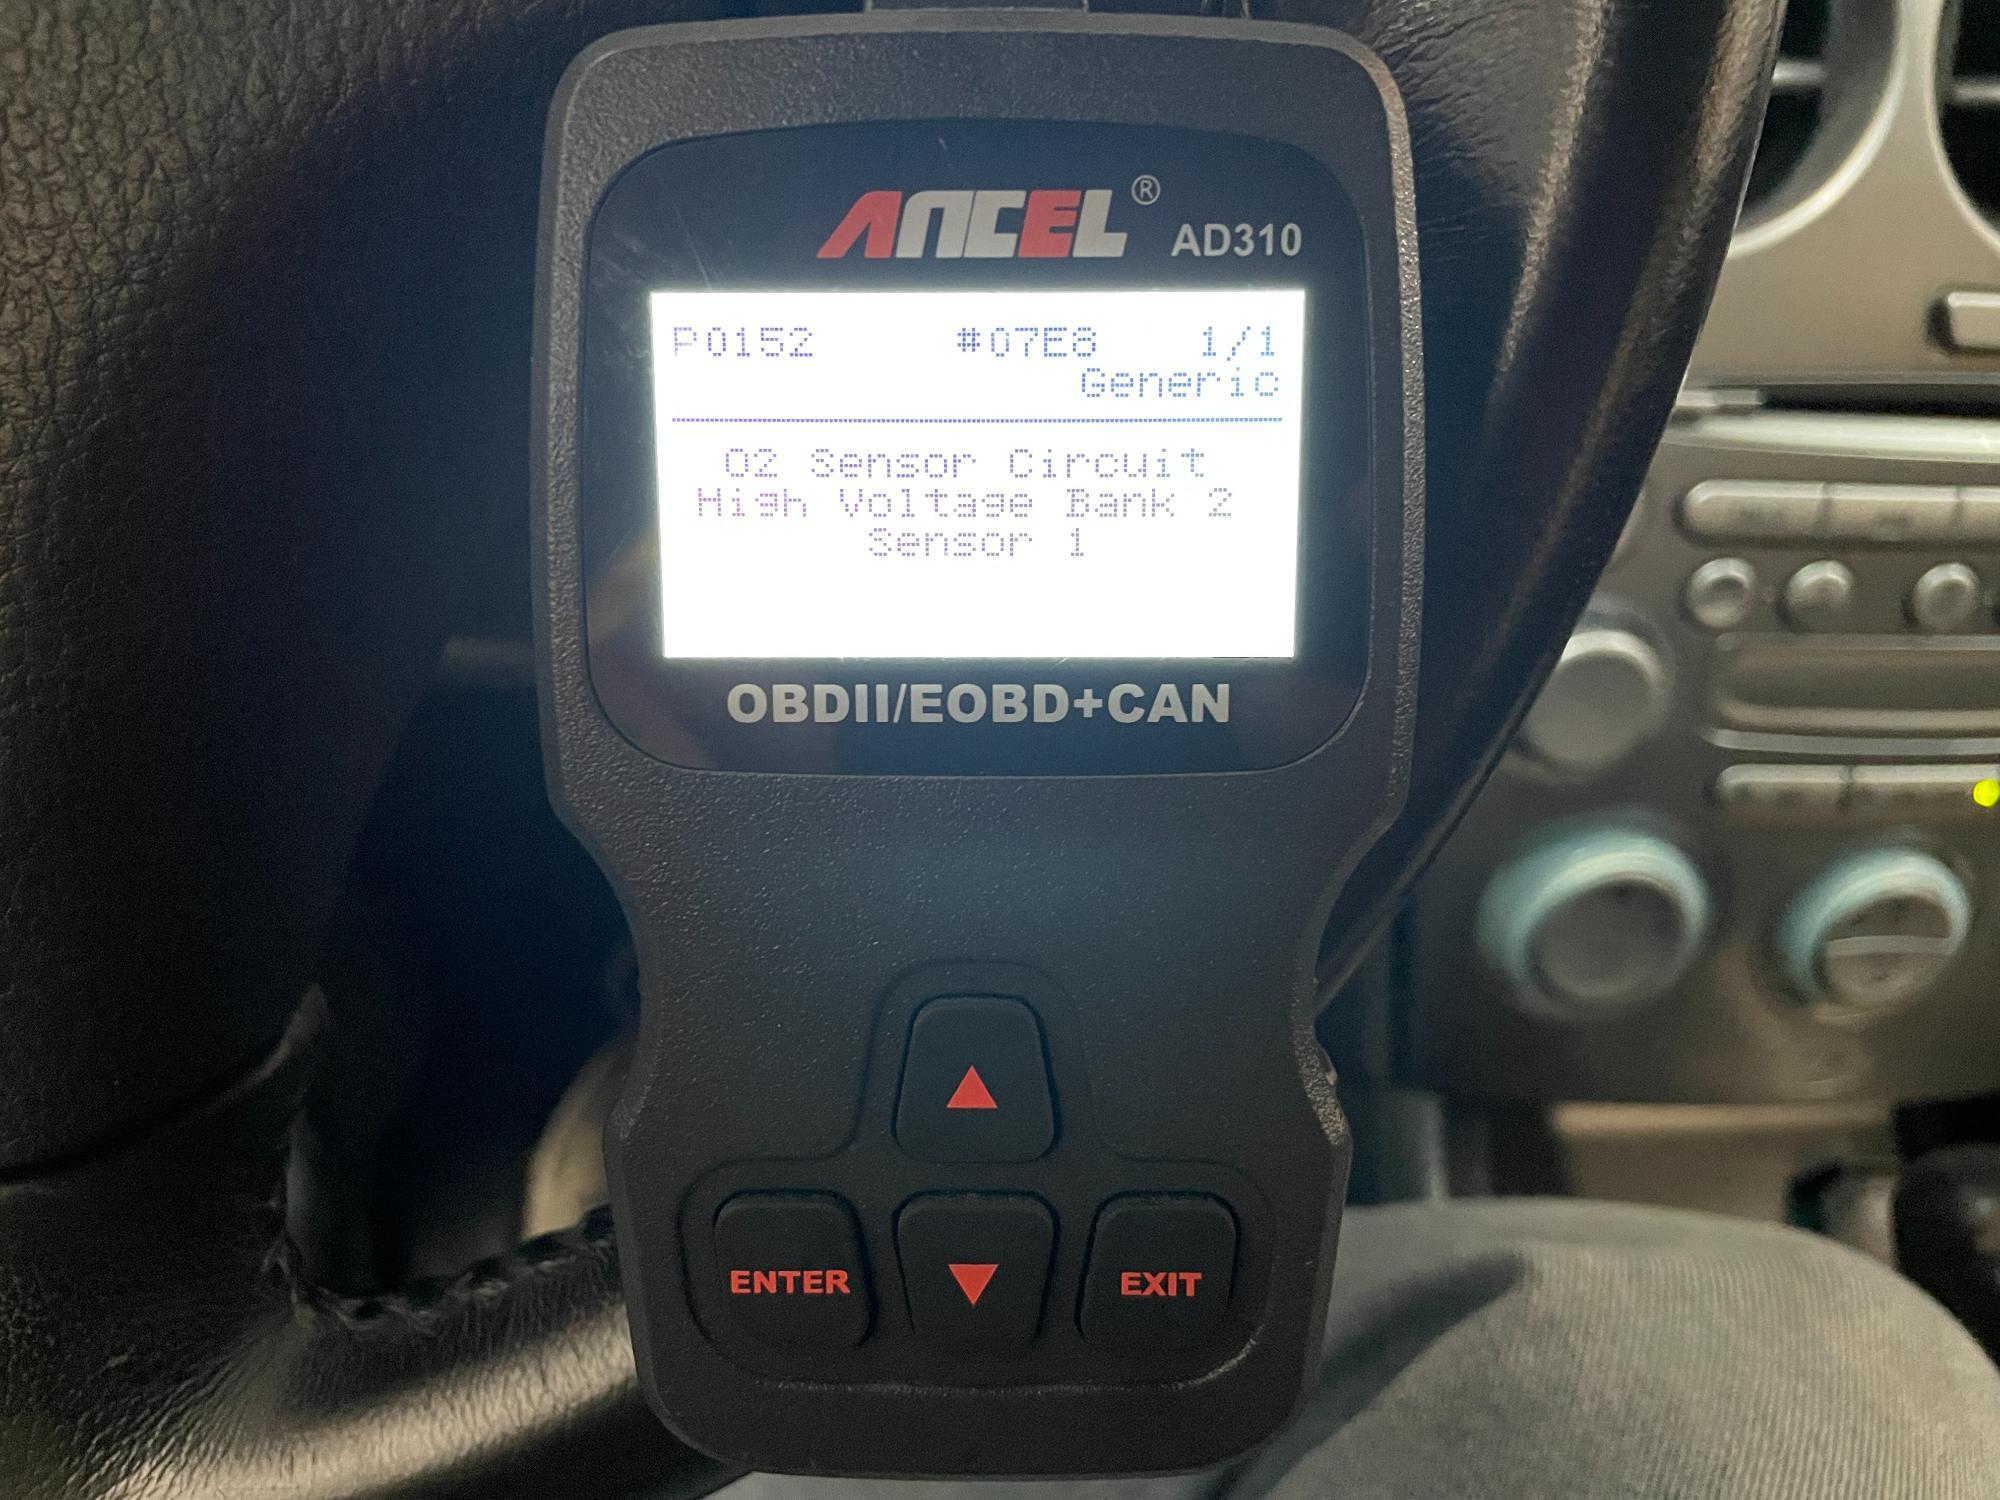 ANCEL® AD310
P0152 #07E8 1/1
Generic
O2 Sensor Circuit
High Voltage Bank 2
Sensor 1
OBDII/EOBD+CAN
ENTER
EXIT